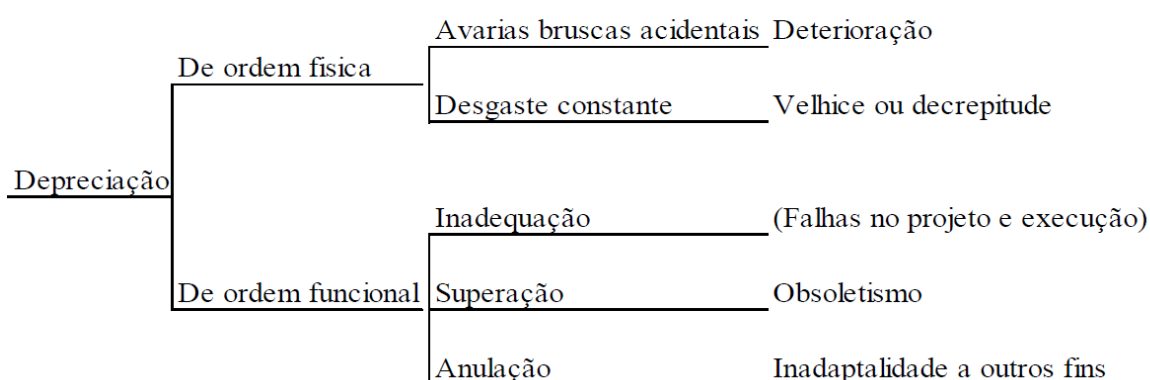 Avarias bruscas acidentais Deterioração
De ordem fisica
Desgaste constante Velhice ou decrepitude
Depreciação
Inadequação (Falhas no projeto e execução)
De ordem funcional Superação Obsoletismo
Anulação Inadaptalidade a outros fins